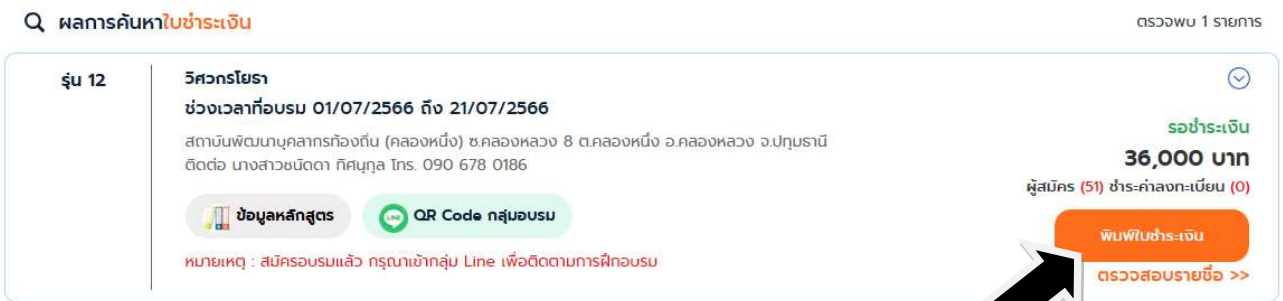 ผลการค้นหาใบชำระเงิน
ตรวจพบ 1 รายการ
รุ่น 12
วิศวกรโยธา
ช่วงเวลาที่อบรม 01/07/2566 ถึง 21/07/2566
สถาบันพัฒนาบุคลากรท้องถิ่น (คลองหนึ่ง) ซ.คลองหลวง 8 ต.คลองหนึ่ง อ.คลองหลวง จ.ปทุมธานี
ติดต่อ นางสาวชนัดดา ทิศนุกูล โทร. 090 678 0186
รอชำระเงิน
36,000 บาท
ผู้สมัคร (51) ชำระค่าลงทะเบียน (0)
ข้อมูลหลักสูตร
LINE
QR Code กลุ่มอบรม
พิมพ์ใบชำระเงิน
หมายเหตุ : สมัครอบรมแล้ว กรุณาเข้ากลุ่ม Line เพื่อติดตามการฝึกอบรม
ตรวจสอบรายชื่อ >>